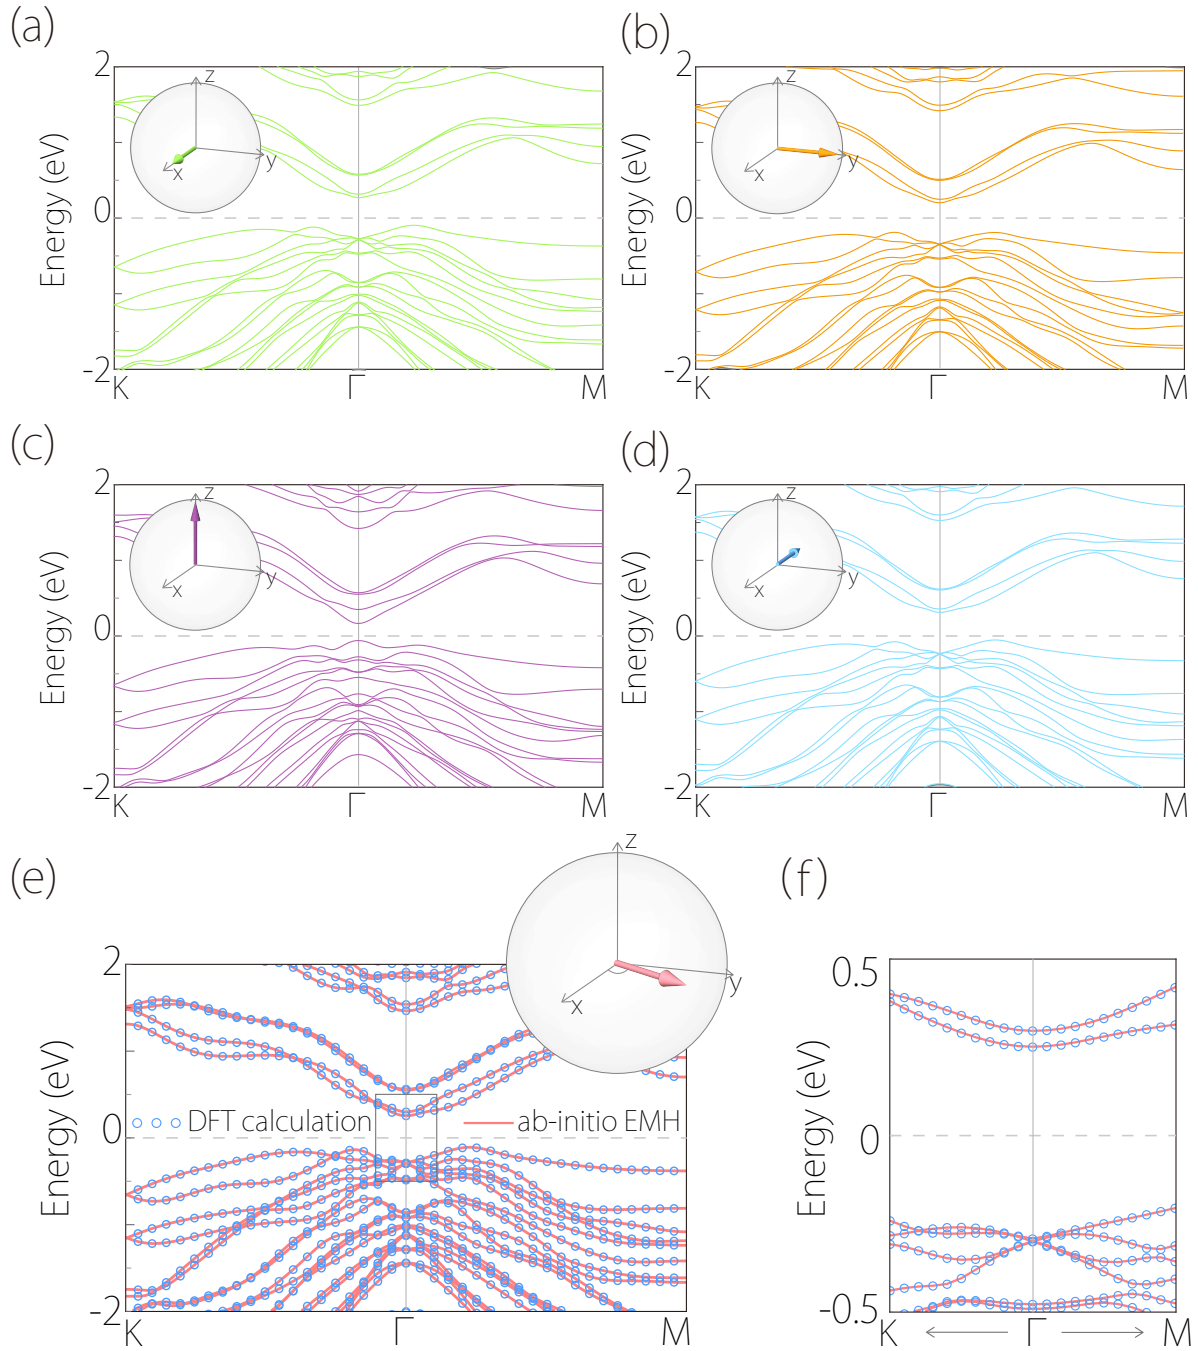 (a)
(b)
2
0
-2
Energy (eV)
z
y
x
K
Γ
M
2
0
-2
Energy (eV)
z
y
x
K
Γ
M
(c)
(d)
2
0
-2
Energy (eV)
z
y
x
K
Γ
M
2
0
-2
Energy (eV)
z
y
x
K
Γ
M
(e)
(f)
2
0
-2
Energy (eV)
z
y
x
DFT calculation
ab-initio EMH
K
Γ
M
0.5
0
-0.5
Energy (eV)
K
Γ
M